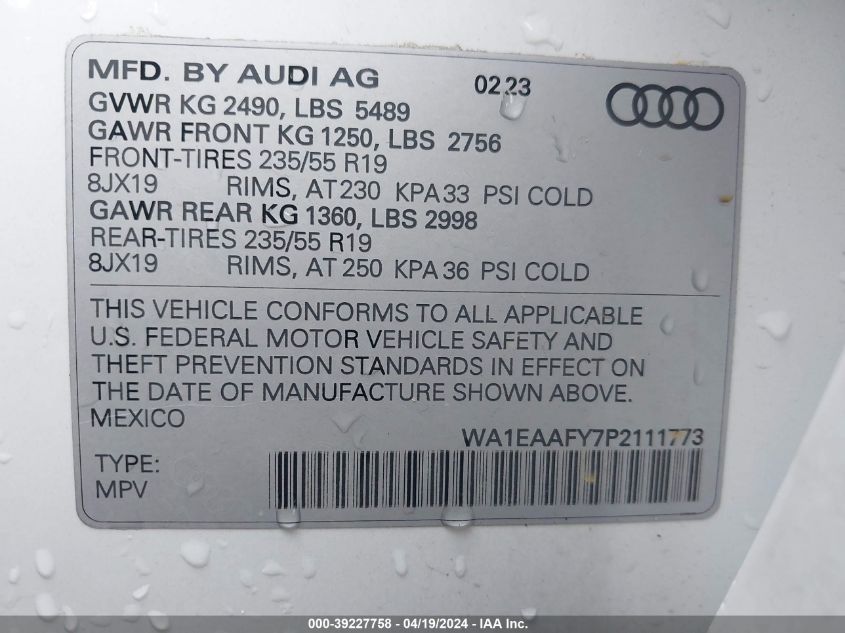 MFD. BY AUDI AG 02 23
GVWR KG 2490, LBS 5489
GAWR FRONT KG 1250, LBS 2756
FRONT-TIRES 235/55 R19
8JX19 RIMS, AT 230 KPA 33 PSI COLD
GAWR REAR KG 1360, LBS 2998
REAR-TIRES 235/55 R19
8JX19 RIMS, AT 250 KPA 36 PSI COLD
THIS VEHICLE CONFORMS TO ALL APPLICABLE
U.S. FEDERAL MOTOR VEHICLE SAFETY AND
THEFT PREVENTION STANDARDS IN EFFECT ON
THE DATE OF MANUFACTURE SHOWN ABOVE.
MEXICO
WA1EAAFY7P2111773
TYPE:
MPV
000-39227758 - 04/19/2024 - IAA Inc.